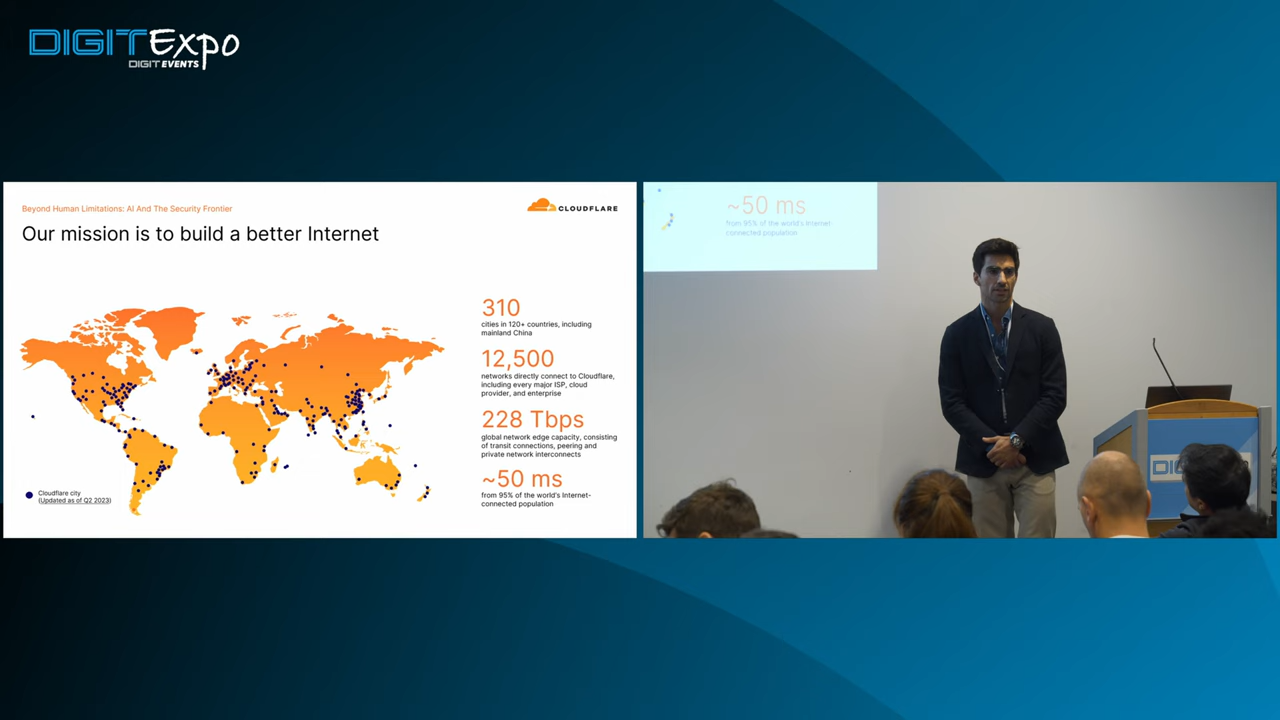 DIGIT Expo
DIGIT EVENTS
Beyond Human Limitations: AI And The Security Frontier
CLOUDFLARE
Our mission is to build a better Internet
310
cities in 120+ countries, including
mainland China
12,500
networks directly connect to Cloudflare,
including every major ISP, cloud
provider, and enterprise
228 Tbps
global network edge capacity, consisting
of transit connections, peering and
private network interconnects
~50 ms
from 95% of the world's Internet-
connected population
Cloudflare city
(Updated as of Q2 2023)
~50 ms
from 95% of the world's Internet
connected population
DIG